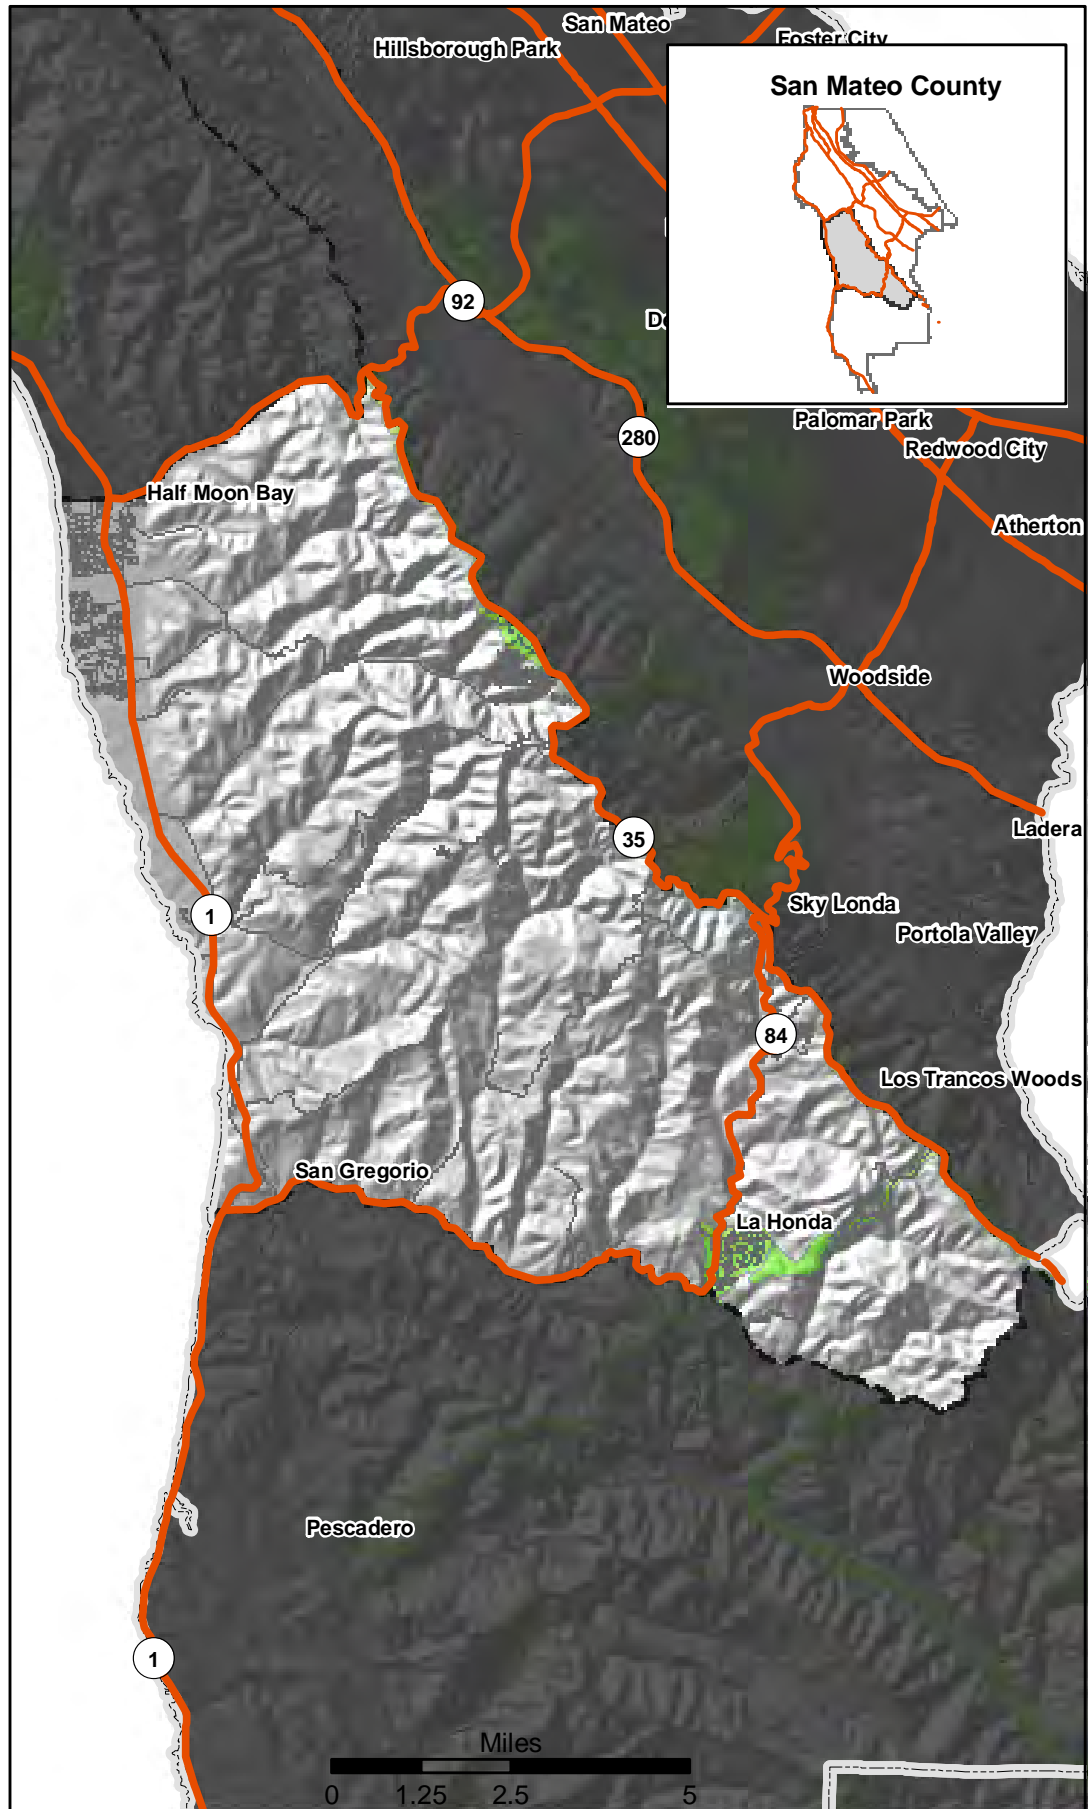 San Mateo
Hillsborough Park
Foster City
San Mateo County
92
280
Palomar Park
Redwood City
Half Moon Bay
Atherton
Woodside
35
Ladera
1
Sky Londa
Portola Valley
84
Los Trancos Woods
San Gregorio
La Honda
Pescadero
1
Miles
0 1.25 2.5 5